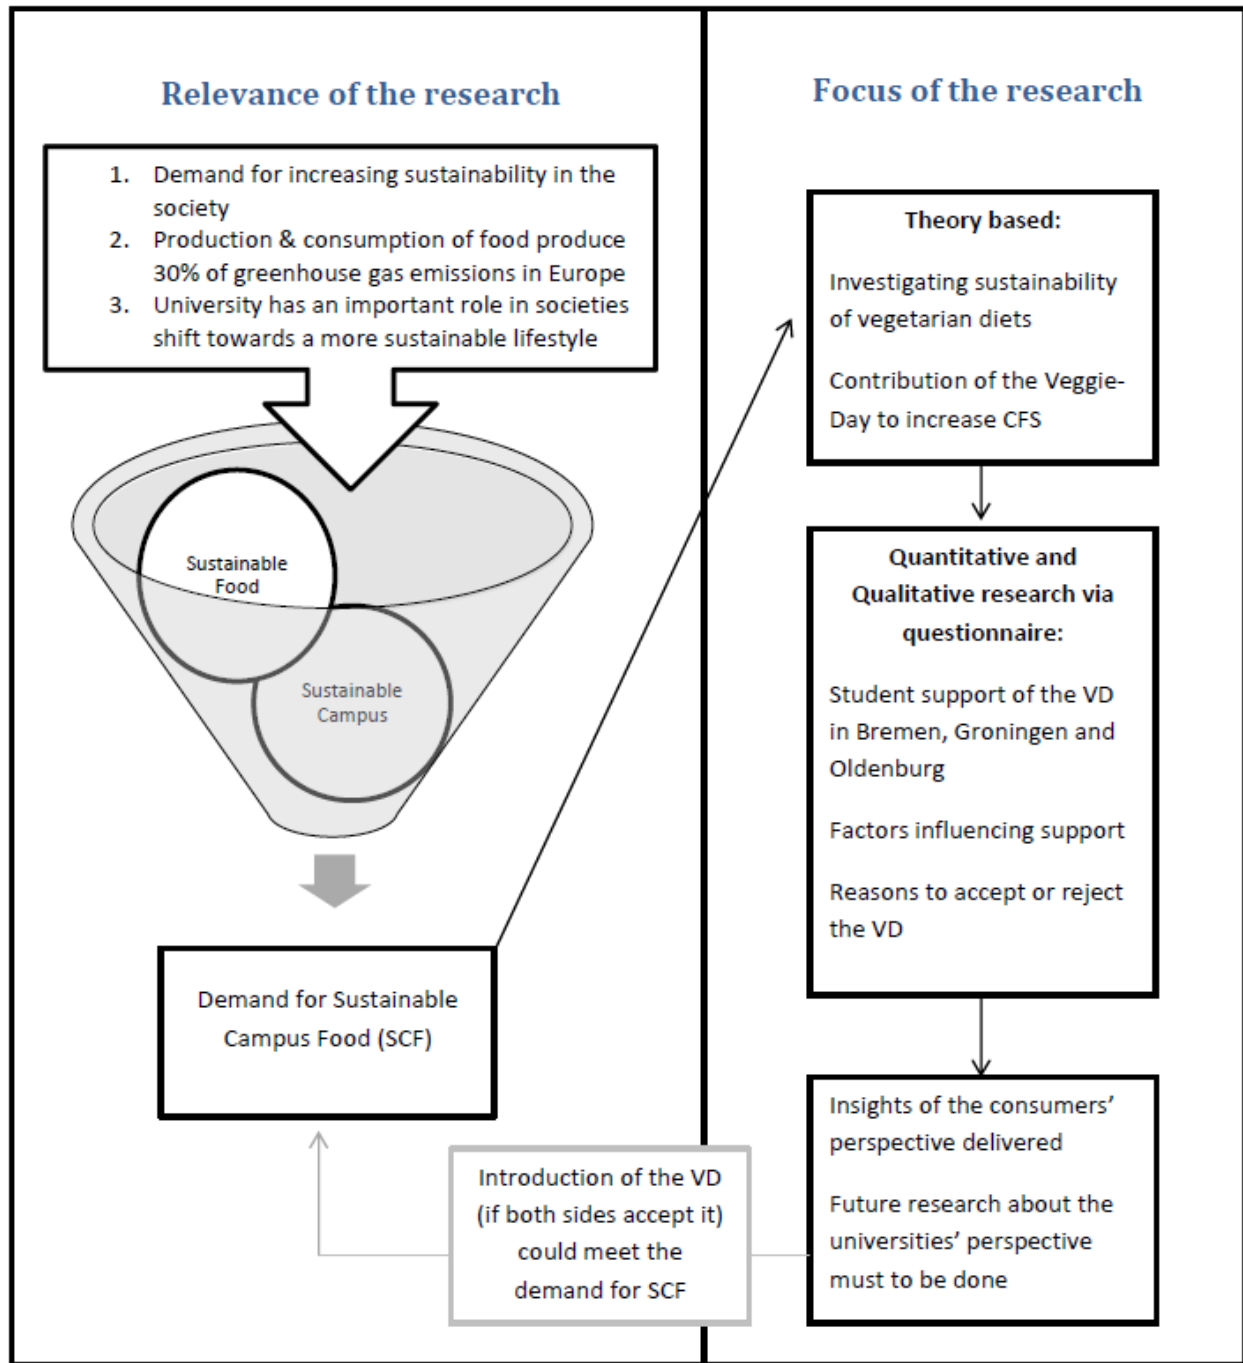 Relevance of the research
1. Demand for increasing sustainability in the
society
2. Production & consumption of food produce
30% of greenhouse gas emissions in Europe
3. University has an important role in societies
shift towards a more sustainable lifestyle
Sustainable
Food
Sustainable
Campus
Demand for Sustainable
Campus Food (SCF)
Focus of the research
Theory based:
Investigating sustainability
of vegetarian diets
Contribution of the Veggie-
Day to increase CFS
Quantitative and
Qualitative research via
questionnaire:
Student support of the VD
in Bremen, Groningen and
Oldenburg
Factors influencing support
Reasons to accept or reject
the VD
Insights of the consumers’
perspective delivered
Future research about the
universities’ perspective
must to be done
Introduction of the VD
(if both sides accept it)
could meet the
demand for SCF